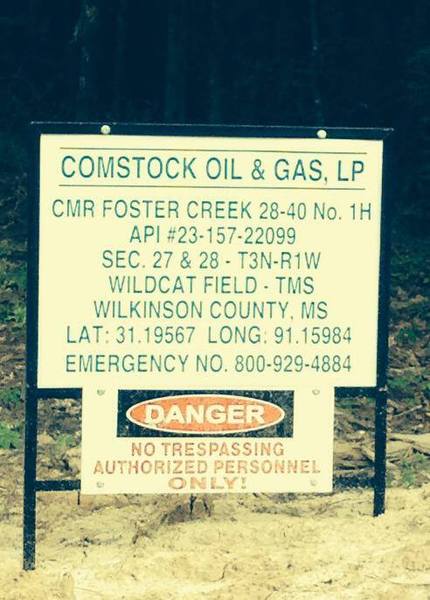 COMSTOCK OIL & GAS, LP
CMR FOSTER CREEK 28-40 No. 1H
API #23-157-22099
SEC. 27 & 28 - T3N-R1W
WILDCAT FIELD - TMS
WILKINSON COUNTY, MS
LAT: 31.19567 LONG: 91.15984
EMERGENCY NO. 800-929-4884
DANGER
NO TRESPASSING
AUTHORIZED PERSONNEL
ONLY!